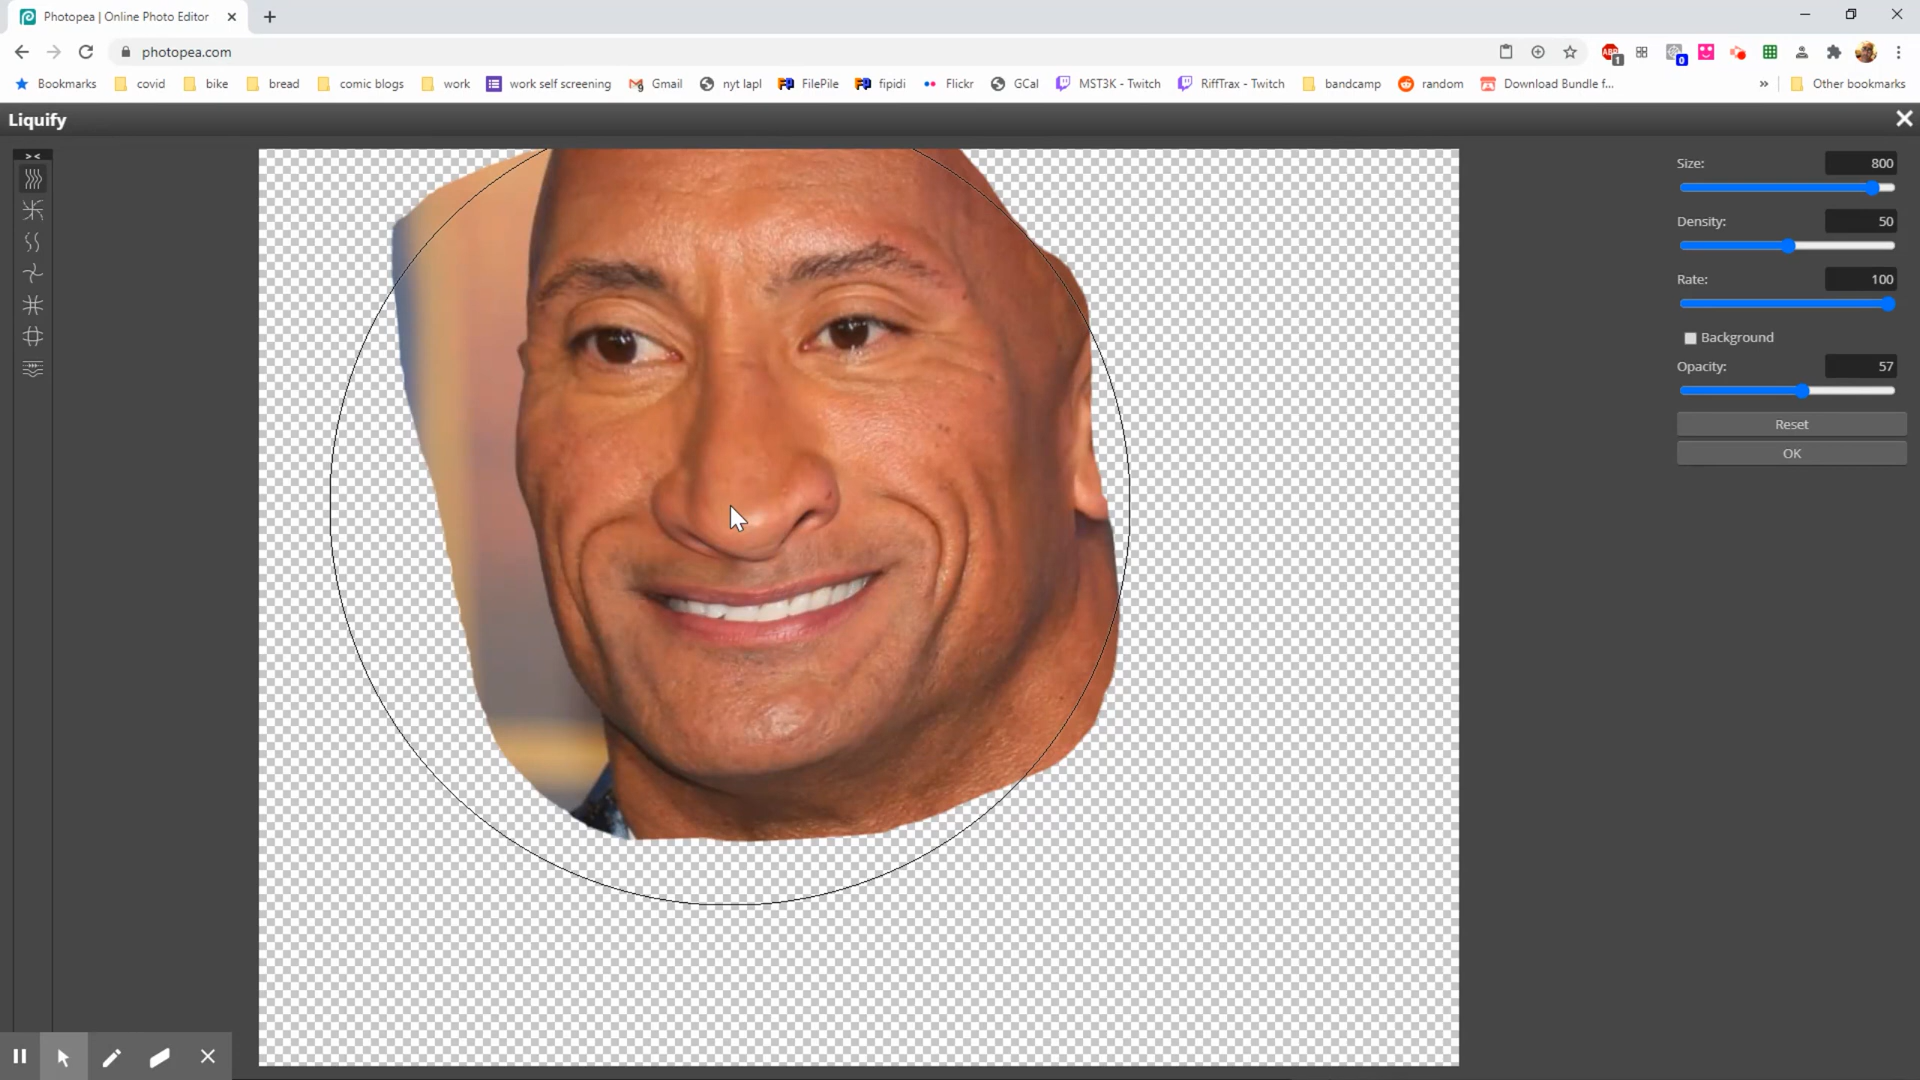 Photopea | Online Photo Editor
photopea.com
1
0
Bookmarks covid bike bread comic blogs work work self screening Gmail nyt lapl FilePile fipidi Flickr GCal MST3K - Twitch RiffTrax - Twitch bandcamp random Download Bundle f... » Other bookmarks
Liquify
Size: 800
Density: 50
Rate: 100
Background
Opacity: 57
Reset
OK